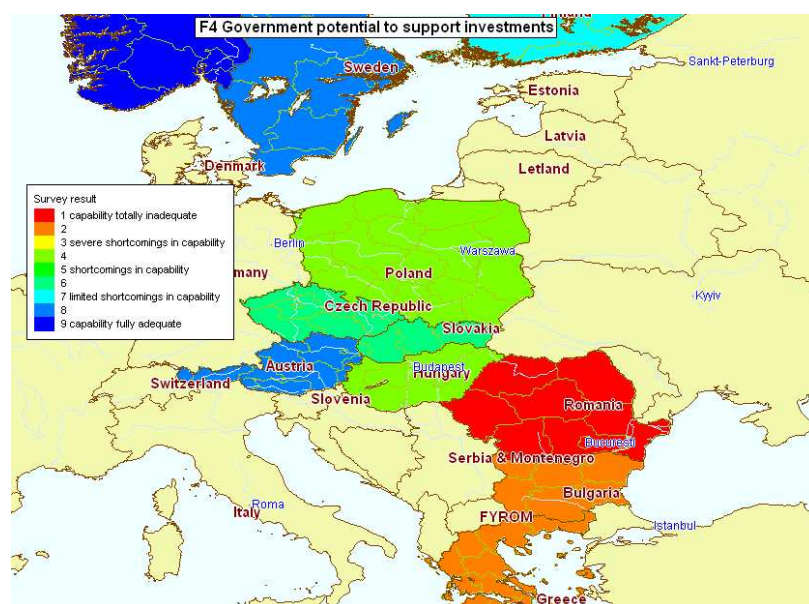 Finland
F4 Government potential to support investments
Sankt-Peterburg
Sweden
Estonia
Latvia
Denmark
Letland
Survey result
1 capability totally inadequate
2
3 severe shortcomings in capability
4
5 shortcomings in capability
6
7 limited shortcomings in capability
8
9 capability fully adequate
Berlin
Warszawa
many
Poland
Kyyiv
Czech Republic
Slovakia
Austria
Budapest
Hungary
Switzerland
Slovenia
Romania
Bucuresti
Serbia & Montenegro
Bulgaria
Roma
Italy
FYROM
Istanbul
Greece